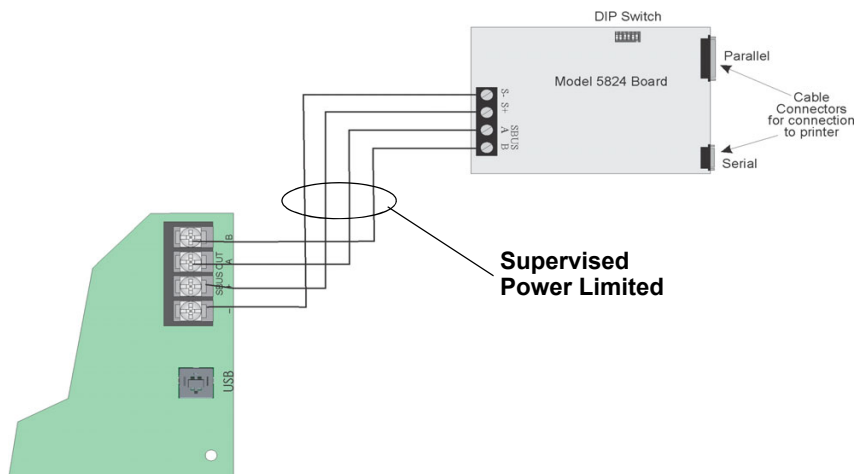 DIP Switch
Parallel
Model 5824 Board
Cable
Connectors
for connection
to printer
Serial
S-
S+
A
B
SBUS
Supervised
Power Limited
B
A
+
–
SBUS OUT
USB